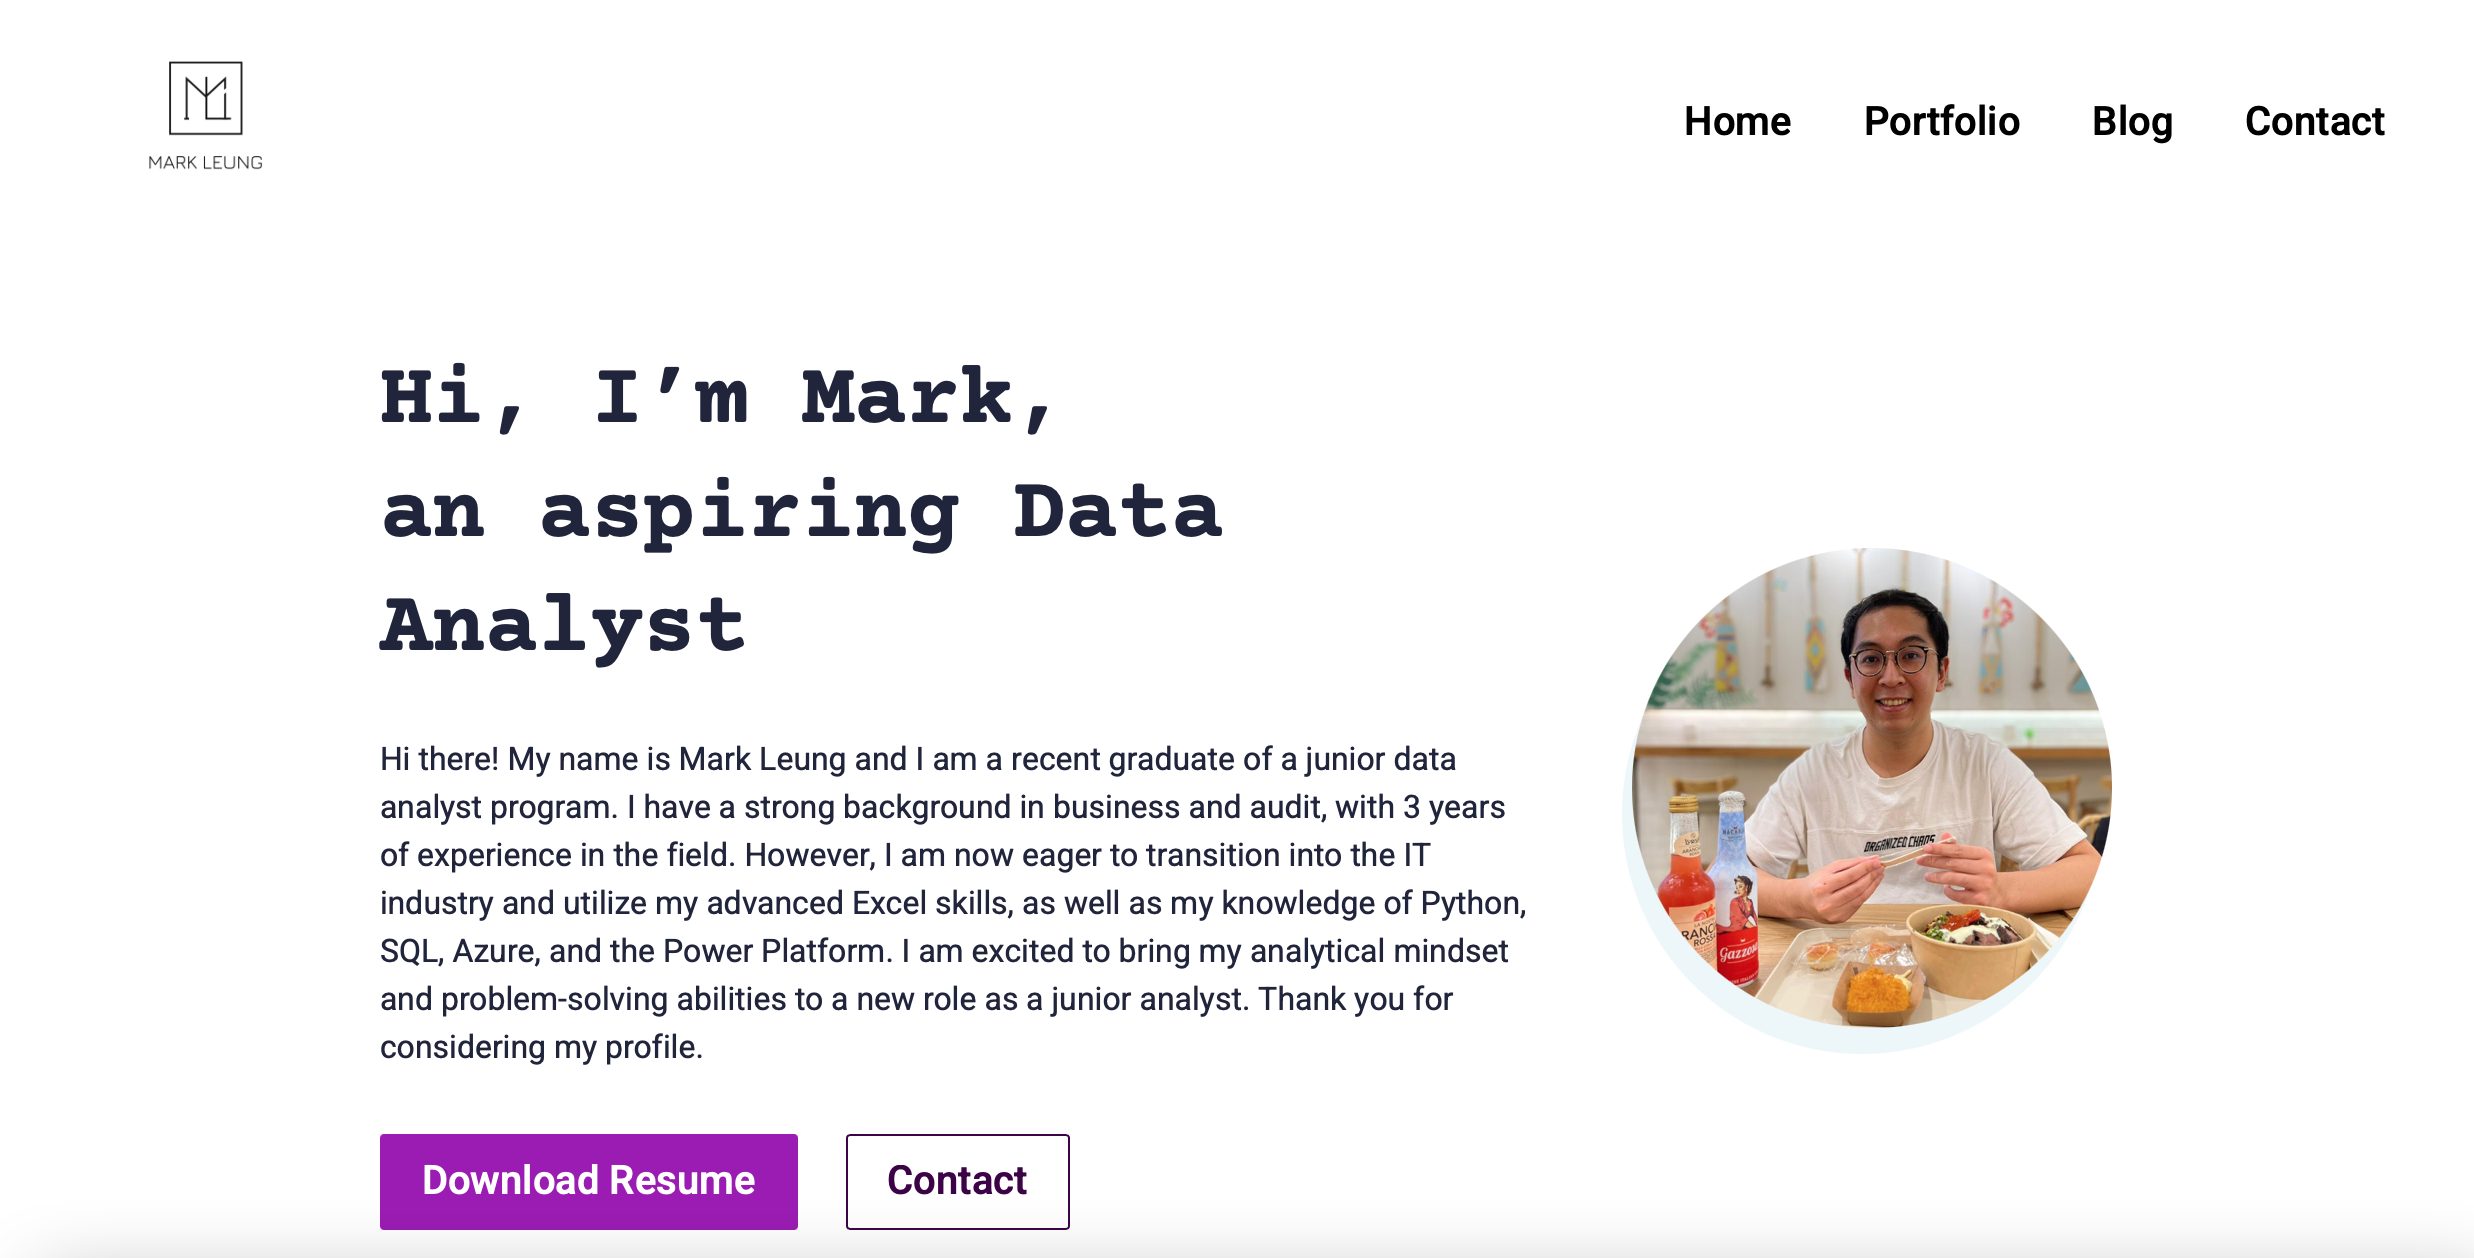 MARK LEUNG
Home Portfolio Blog Contact
Hi, I’m Mark,
an aspiring Data
Analyst
Hi there! My name is Mark Leung and I am a recent graduate of a junior data
analyst program. I have a strong background in business and audit, with 3 years
of experience in the field. However, I am now eager to transition into the IT
industry and utilize my advanced Excel skills, as well as my knowledge of Python,
SQL, Azure, and the Power Platform. I am excited to bring my analytical mindset
and problem-solving abilities to a new role as a junior analyst. Thank you for
considering my profile.
ORGANIZED CHAOS
Download Resume Contact